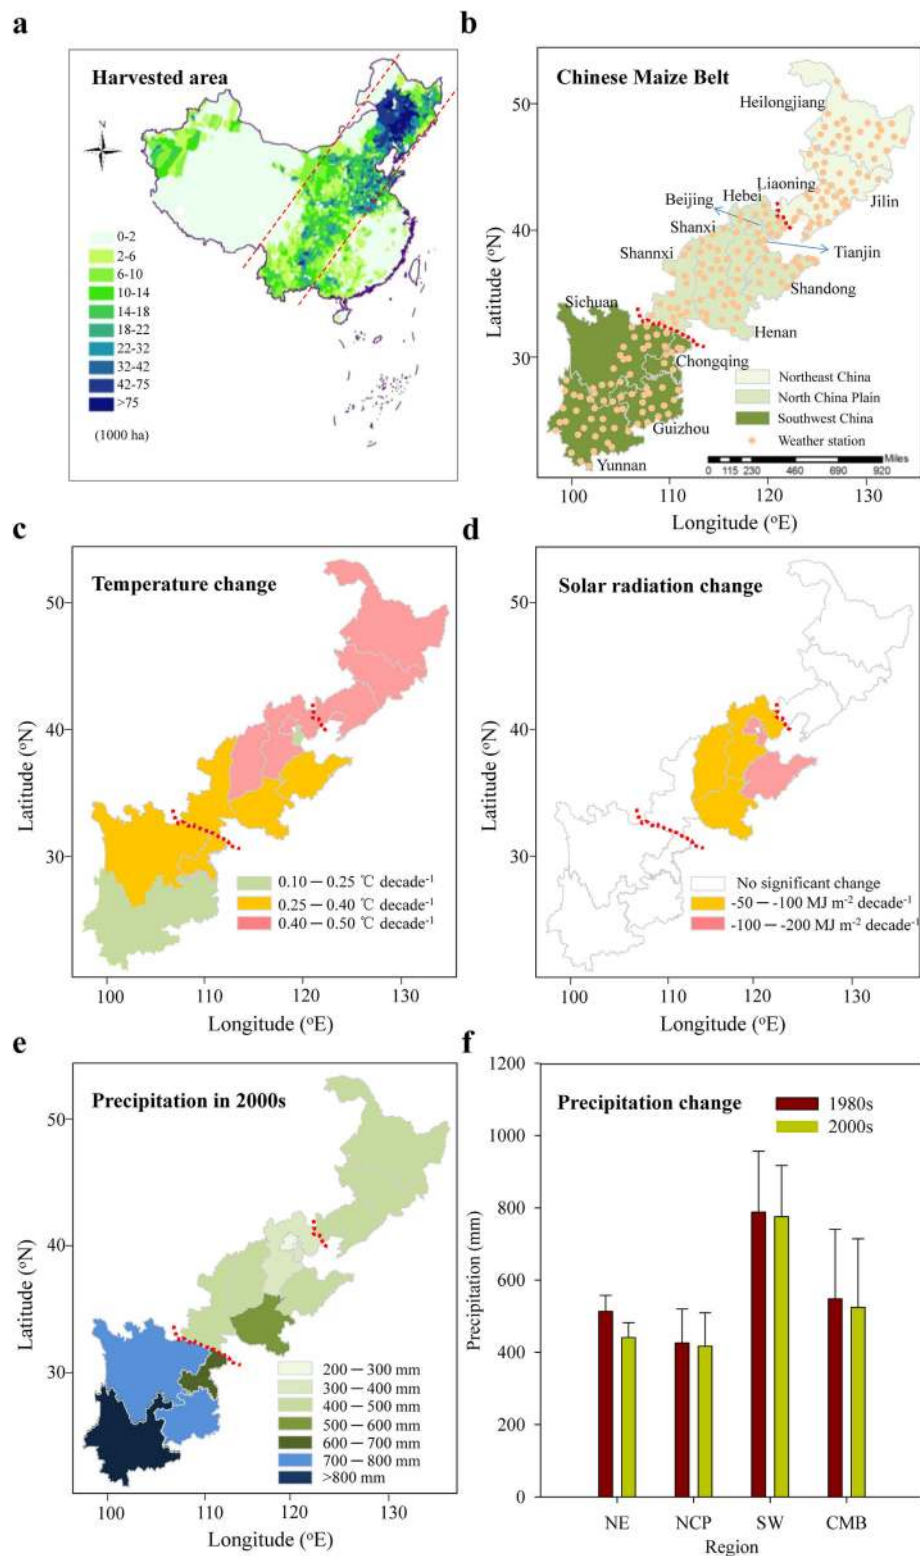 a
Harvested area
N
0-2
2-6
6-10
10-14
14-18
18-22
22-32
32-42
42-75
>75
(1000 ha)
b
Chinese Maize Belt
50
40
30
Latitude (°N)
Heilongjiang
Liaoning
Hebei
Beijing
Jilin
Shanxi
Tianjin
Shannxi
Shandong
Sichuan
Henan
Chongqing
Guizhou
Yunnan
Northeast China
North China Plain
Southwest China
Weather station
Miles
0 115 230 460 690 920
100 110 120 130
Longitude (°E)
c
Temperature change
50
40
30
Latitude (°N)
0.10 — 0.25 ℃ decade⁻¹
0.25 — 0.40 ℃ decade⁻¹
0.40 — 0.50 ℃ decade⁻¹
100 110 120 130
Longitude (°E)
d
Solar radiation change
50
40
30
Latitude (°N)
No significant change
-50 — -100 MJ m⁻² decade⁻¹
-100 — -200 MJ m⁻² decade⁻¹
100 110 120 130
Longitude (°E)
e
Precipitation in 2000s
50
40
30
Latitude (°N)
200 — 300 mm
300 — 400 mm
400 — 500 mm
500 — 600 mm
600 — 700 mm
700 — 800 mm
>800 mm
100 110 120 130
Longitude (°E)
f
Precipitation change
1980s
2000s
1200
1000
800
600
400
200
0
Precipitation (mm)
NE NCP SW CMB
Region